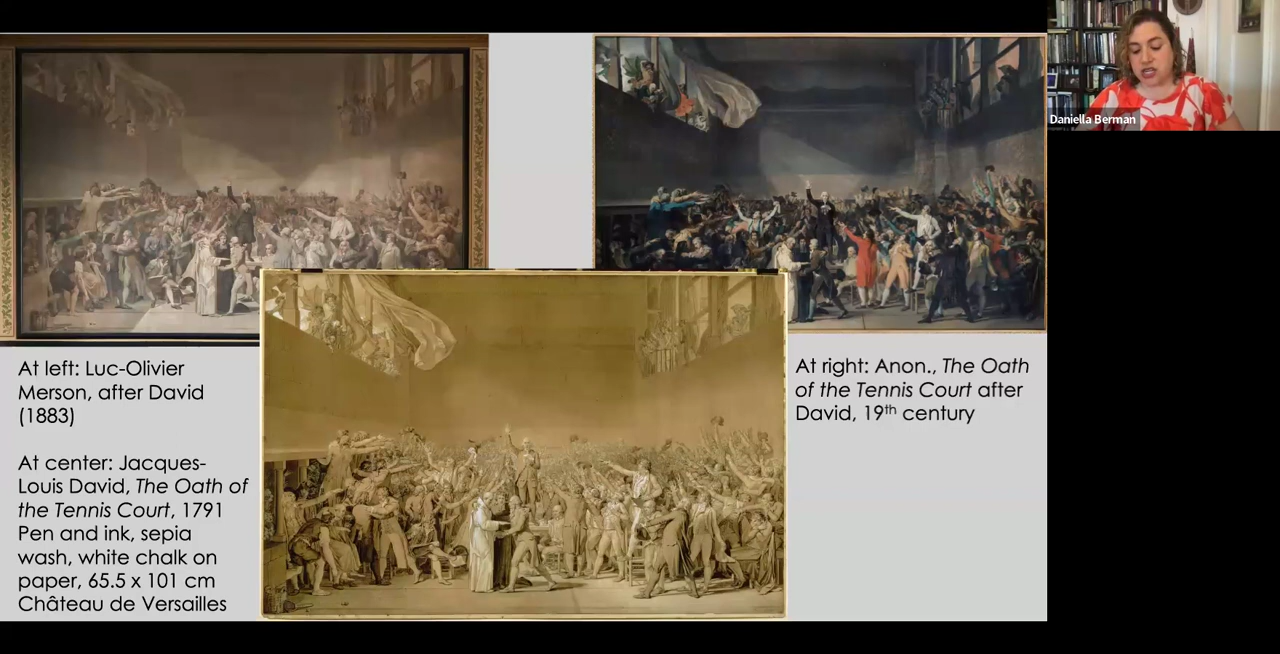 Daniella Berman
At left: Luc-Olivier
Merson, after David
(1883)
At center: Jacques-
Louis David, The Oath of
the Tennis Court, 1791
Pen and ink, sepia
wash, white chalk on
paper, 65.5 x 101 cm
Château de Versailles
At right: Anon., The Oath
of the Tennis Court after
David, 19th century